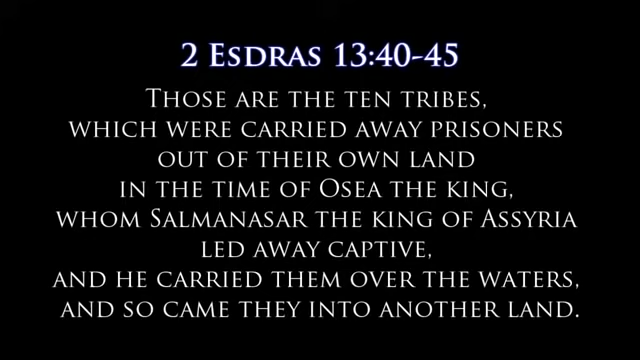 2 Esdras 13:40-45
Those are the ten tribes,
which were carried away prisoners
out of their own land
in the time of Osea the king,
whom Salmanasar the king of Assyria
led away captive,
and he carried them over the waters,
and so came they into another land.